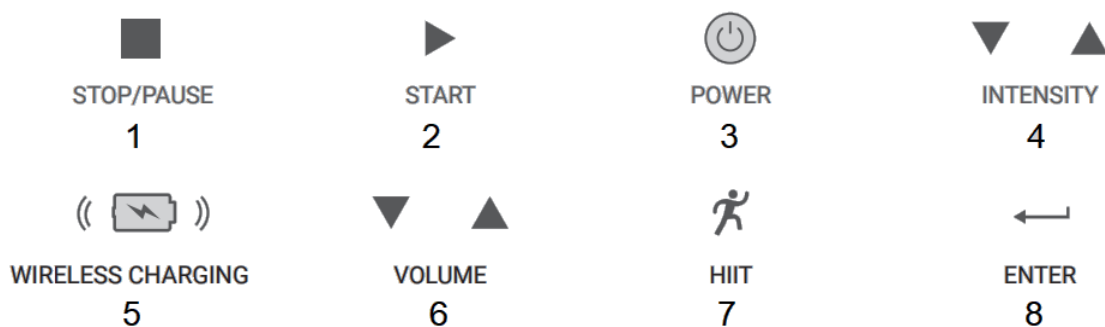 STOP/PAUSE START POWER INTENSITY
1 2 3 4
WIRELESS CHARGING VOLUME HIIT ENTER
5 6 7 8